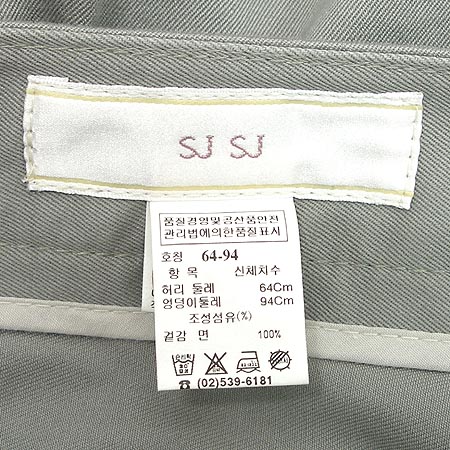 SJ SJ
품질경영및공산품안전
관리법에의한품질표시
호칭 64-94
항 목 신체치수
허리 둘레 64Cm
엉덩이둘레 94Cm
조성섬유(%)
겉감 면 100%
☎ (02)539-6181